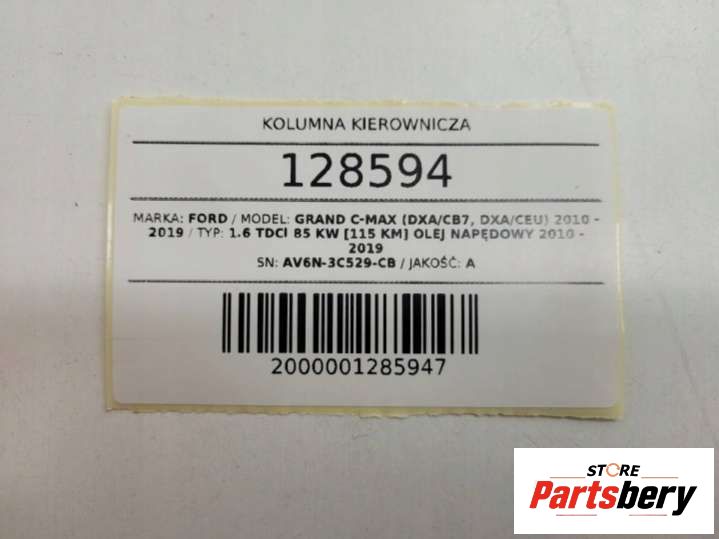 KOLUMNA KIEROWNICZA
128594
MARKA: FORD / MODEL: GRAND C-MAX (DXA/CB7, DXA/CEU) 2010 -
2019 / TYP: 1.6 TDCI 85 KW [115 KM] OLEJ NAPĘDOWY 2010 -
2019
SN: AV6N-3C529-CB / JAKOŚĆ: A
2000001285947
STORE
Partsbery